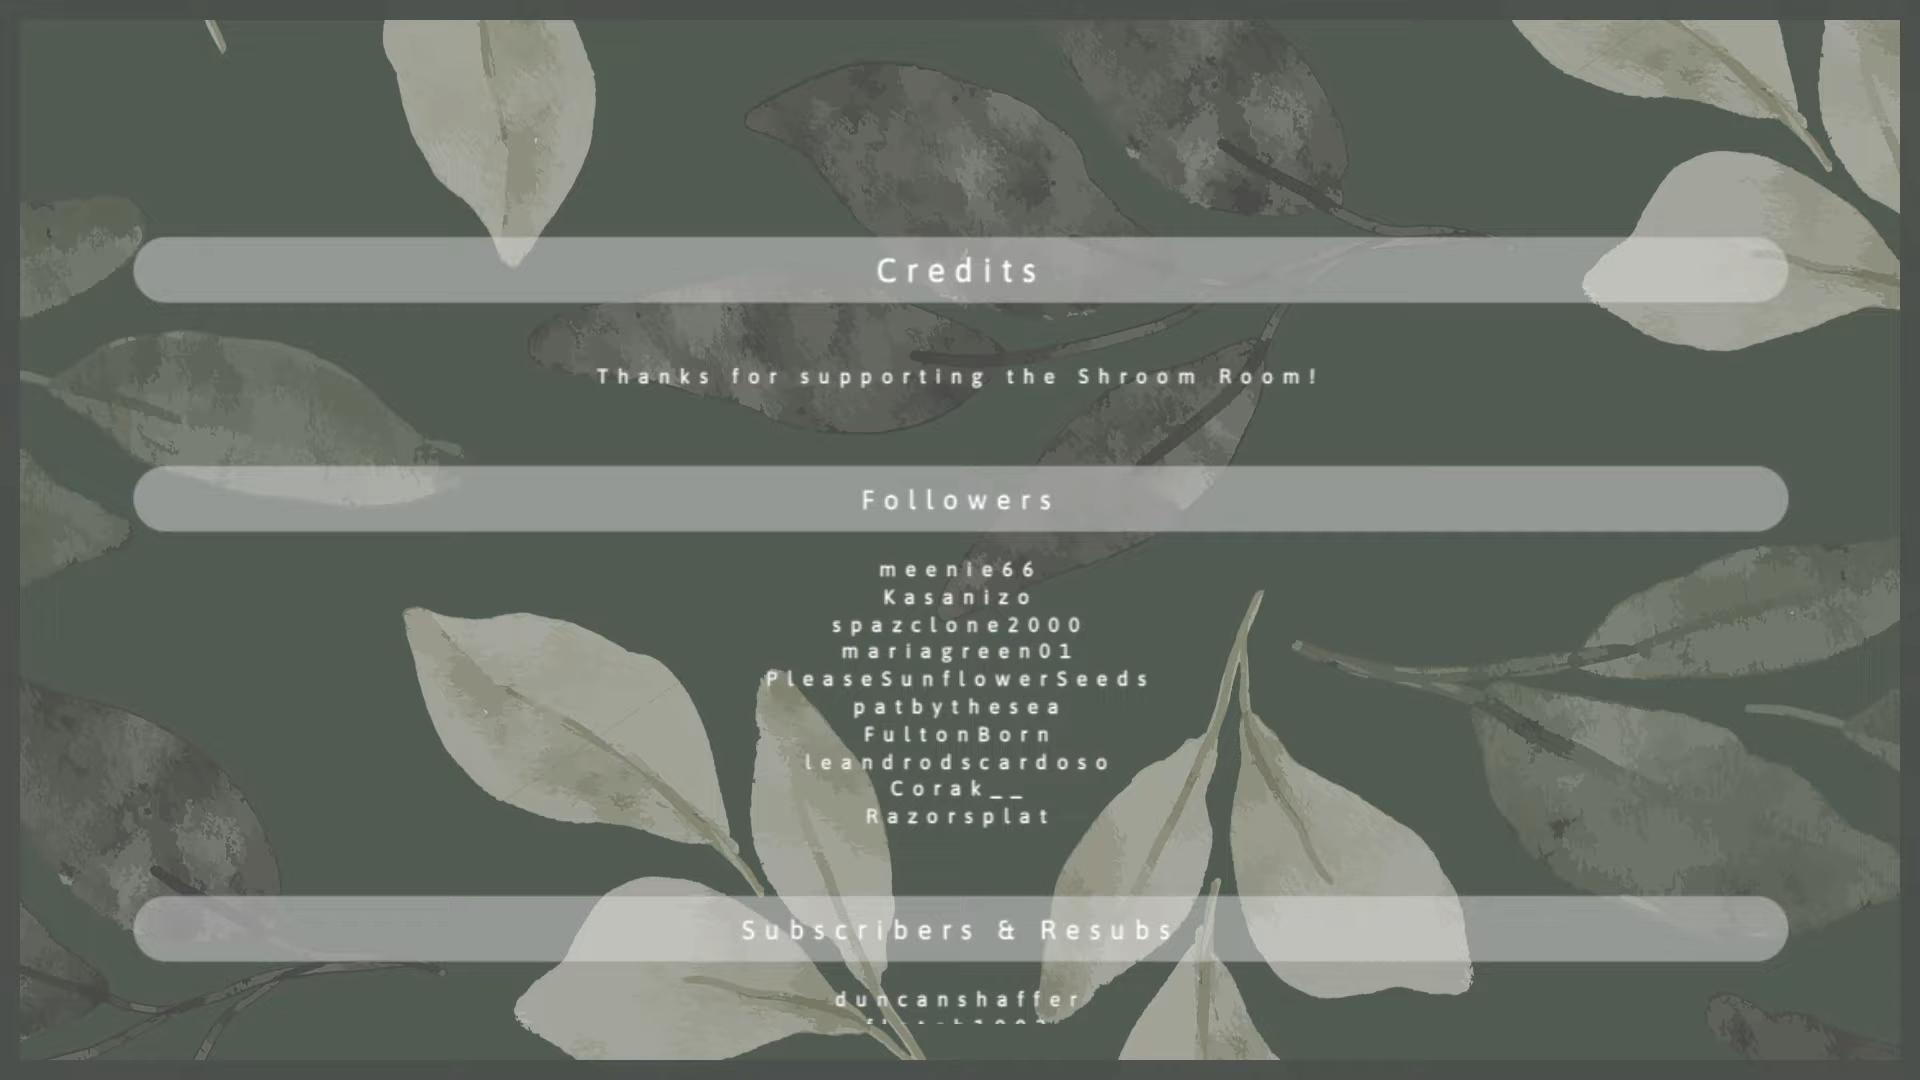 Credits
Thanks for supporting the Shroom Room!
Followers
meenie66
Kasanizo
spazclone2000
mariagreen01
PleaseSunflowerSeeds
patbythesea
FultonBorn
leandrodscardoso
Corak__
Razorsplat
Subscribers & Resubs
duncanshaffer